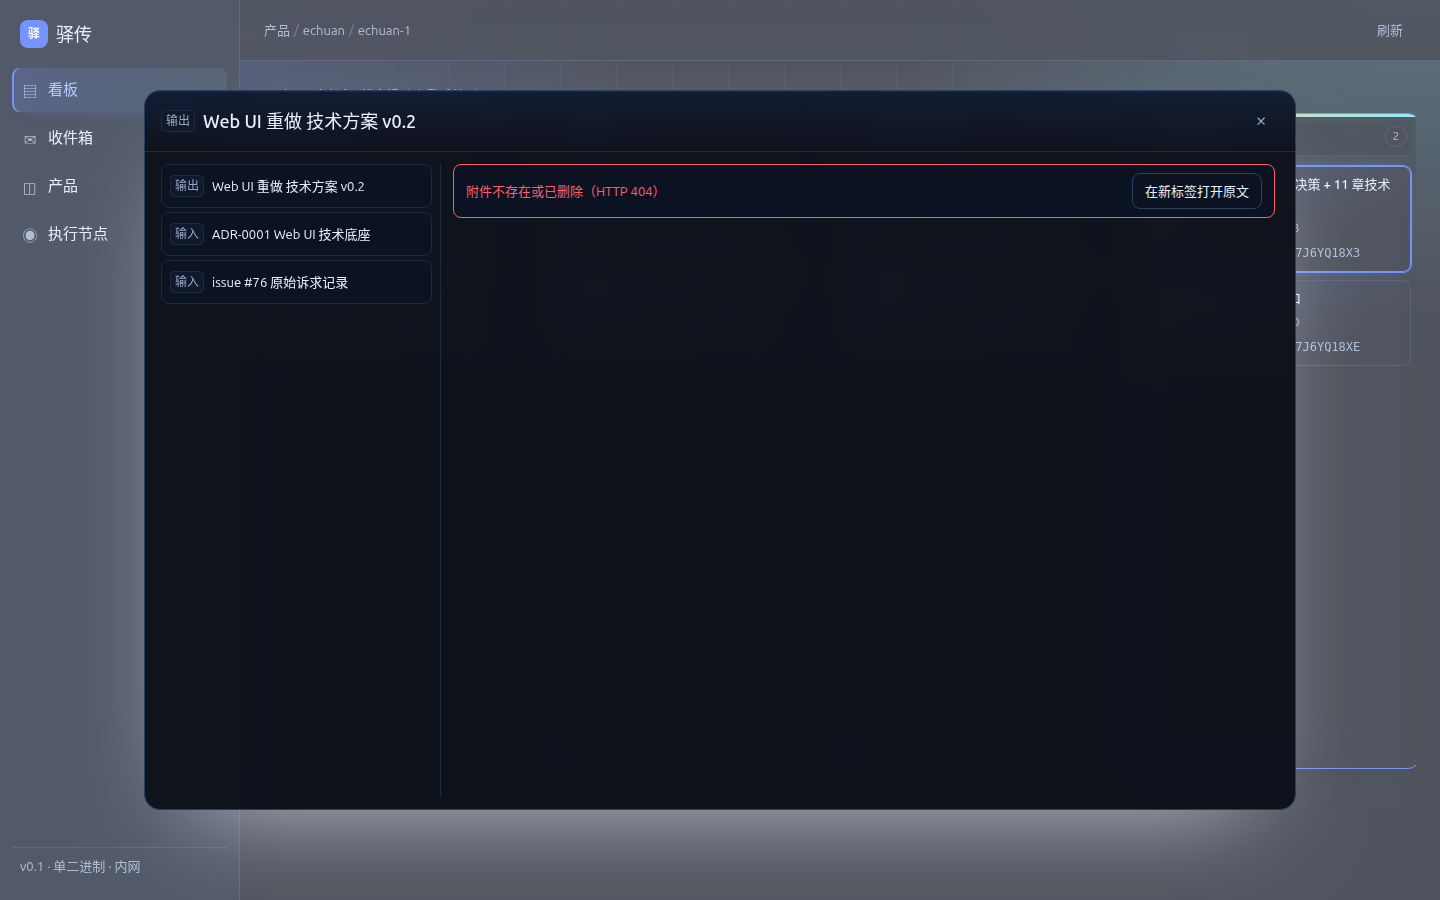 驿 驿传
看板
收件箱
产品
执行节点
v0.1 · 单二进制 · 内网
产品 / echuan / echuan-1
刷新
输出 Web UI 重做 技术方案 v0.2 ×
输出 Web UI 重做 技术方案 v0.2
输入 ADR-0001 Web UI 技术底座
输入 issue #76 原始诉求记录
附件不存在或已删除（HTTP 404）
在新标签打开原文
2
决策 + 11 章技术
7J6YQ18X3
7J6YQ18XE